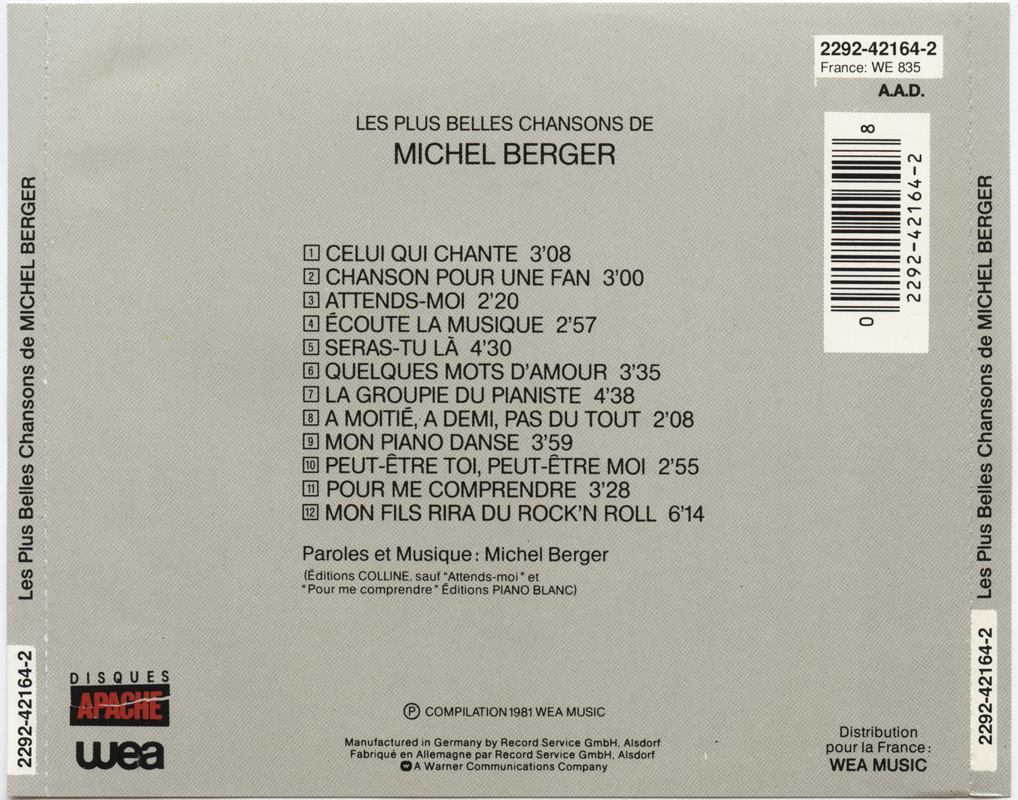 2292-42164-2
France: WE 835
A.A.D.
LES PLUS BELLES CHANSONS DE
MICHEL BERGER
1 CELUI QUI CHANTE 3'08
2 CHANSON POUR UNE FAN 3'00
3 ATTENDS-MOI 2'20
4 ÉCOUTE LA MUSIQUE 2'57
5 SERAS-TU LÀ 4'30
6 QUELQUES MOTS D'AMOUR 3'35
7 LA GROUPIE DU PIANISTE 4'38
8 A MOITIÉ, A DEMI, PAS DU TOUT 2'08
9 MON PIANO DANSE 3'59
10 PEUT-ÊTRE TOI, PEUT-ÊTRE MOI 2'55
11 POUR ME COMPRENDRE 3'28
12 MON FILS RIRA DU ROCK'N ROLL 6'14
Paroles et Musique: Michel Berger
(Éditions COLLINE, sauf "Attends-moi" et
"Pour me comprendre" Éditions PIANO BLANC)
0 2292-42164-2 8
Les Plus Belles Chansons de MICHEL BERGER
2292-42164-2
Les Plus Belles Chansons de MICHEL BERGER
2292-42164-2
DISQUES
APACHE
wea
Ⓟ COMPILATION 1981 WEA MUSIC
Manufactured in Germany by Record Service GmbH, Alsdorf
Fabriqué en Allemagne par Record Service GmbH, Alsdorf
A Warner Communications Company
Distribution
pour la France:
WEA MUSIC